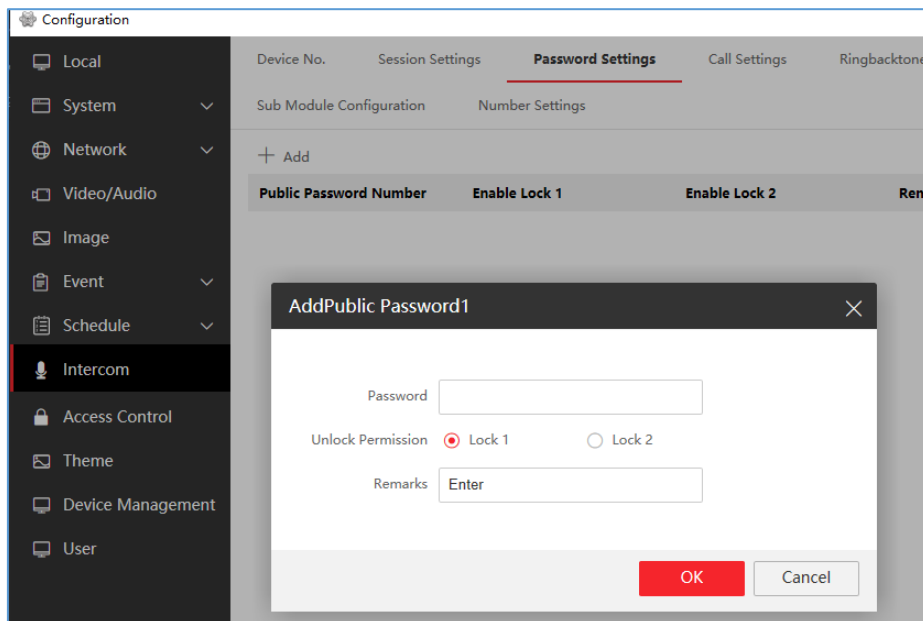 Configuration
Local
System
Network
Video/Audio
Image
Event
Schedule
Intercom
Access Control
Theme
Device Management
User
Device No. Session Settings Password Settings Call Settings Ringbacktone
Sub Module Configuration Number Settings
+ Add
Public Password Number Enable Lock 1 Enable Lock 2
AddPublic Password1
Password
Unlock Permission Lock 1 Lock 2
Remarks Enter
OK Cancel